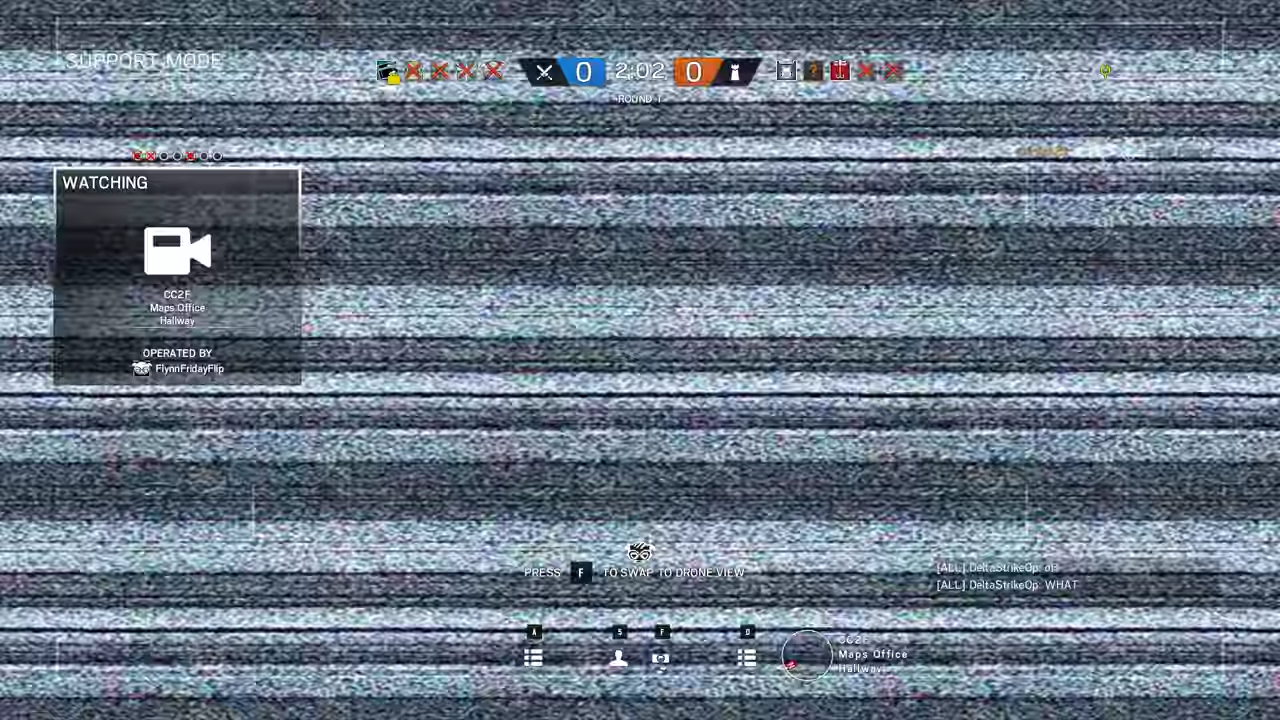 SUPPORT MODE
0 2:02 0
?
ROUND 1
WATCHING
CC2F
Maps Office
Hallway
OPERATED BY
FlynnFridayFlip
PRESS F TO SWAP TO DRONE VIEW
[ALL] DeltaStrikeOp:
[ALL] DeltaStrikeOp: WHAT
A S F D
CC2F
Maps Office
Hallway